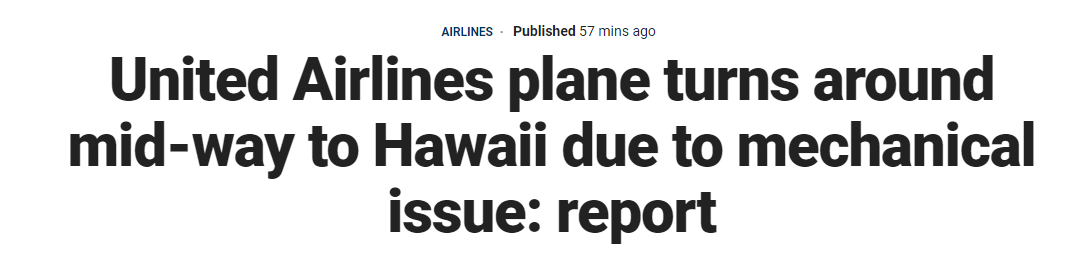 AIRLINES · Published 57 mins ago
United Airlines plane turns around
mid-way to Hawaii due to mechanical
issue: report